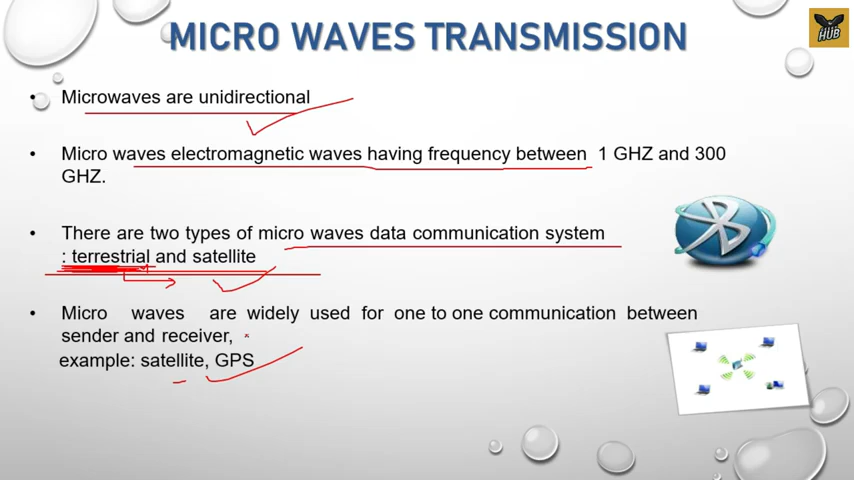 MICRO WAVES TRANSMISSION
HUB
• Microwaves are unidirectional
• Micro waves electromagnetic waves having frequency between 1 GHZ and 300
GHZ.
• There are two types of micro waves data communication system
: terrestrial and satellite
• Micro waves are widely used for one to one communication between
sender and receiver,
example: satellite, GPS